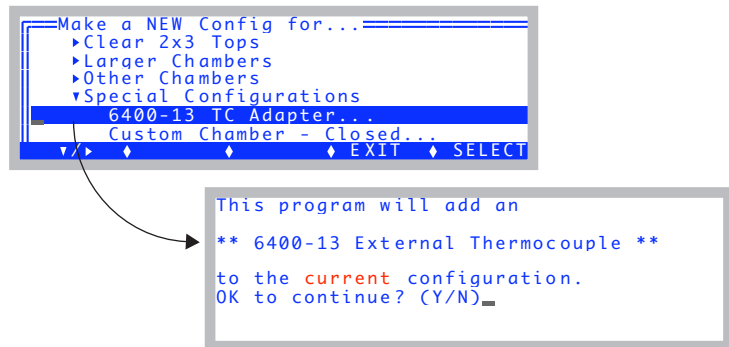 Make a NEW Config for...
▸Clear 2x3 Tops
▸Larger Chambers
▸Other Chambers
▾Special Configurations
6400-13 TC Adapter...
Custom Chamber - Closed...
▾/▸ ♦ ♦ ♦ EXIT ♦ SELECT
This program will add an
** 6400-13 External Thermocouple **
to the current configuration.
OK to continue? (Y/N)